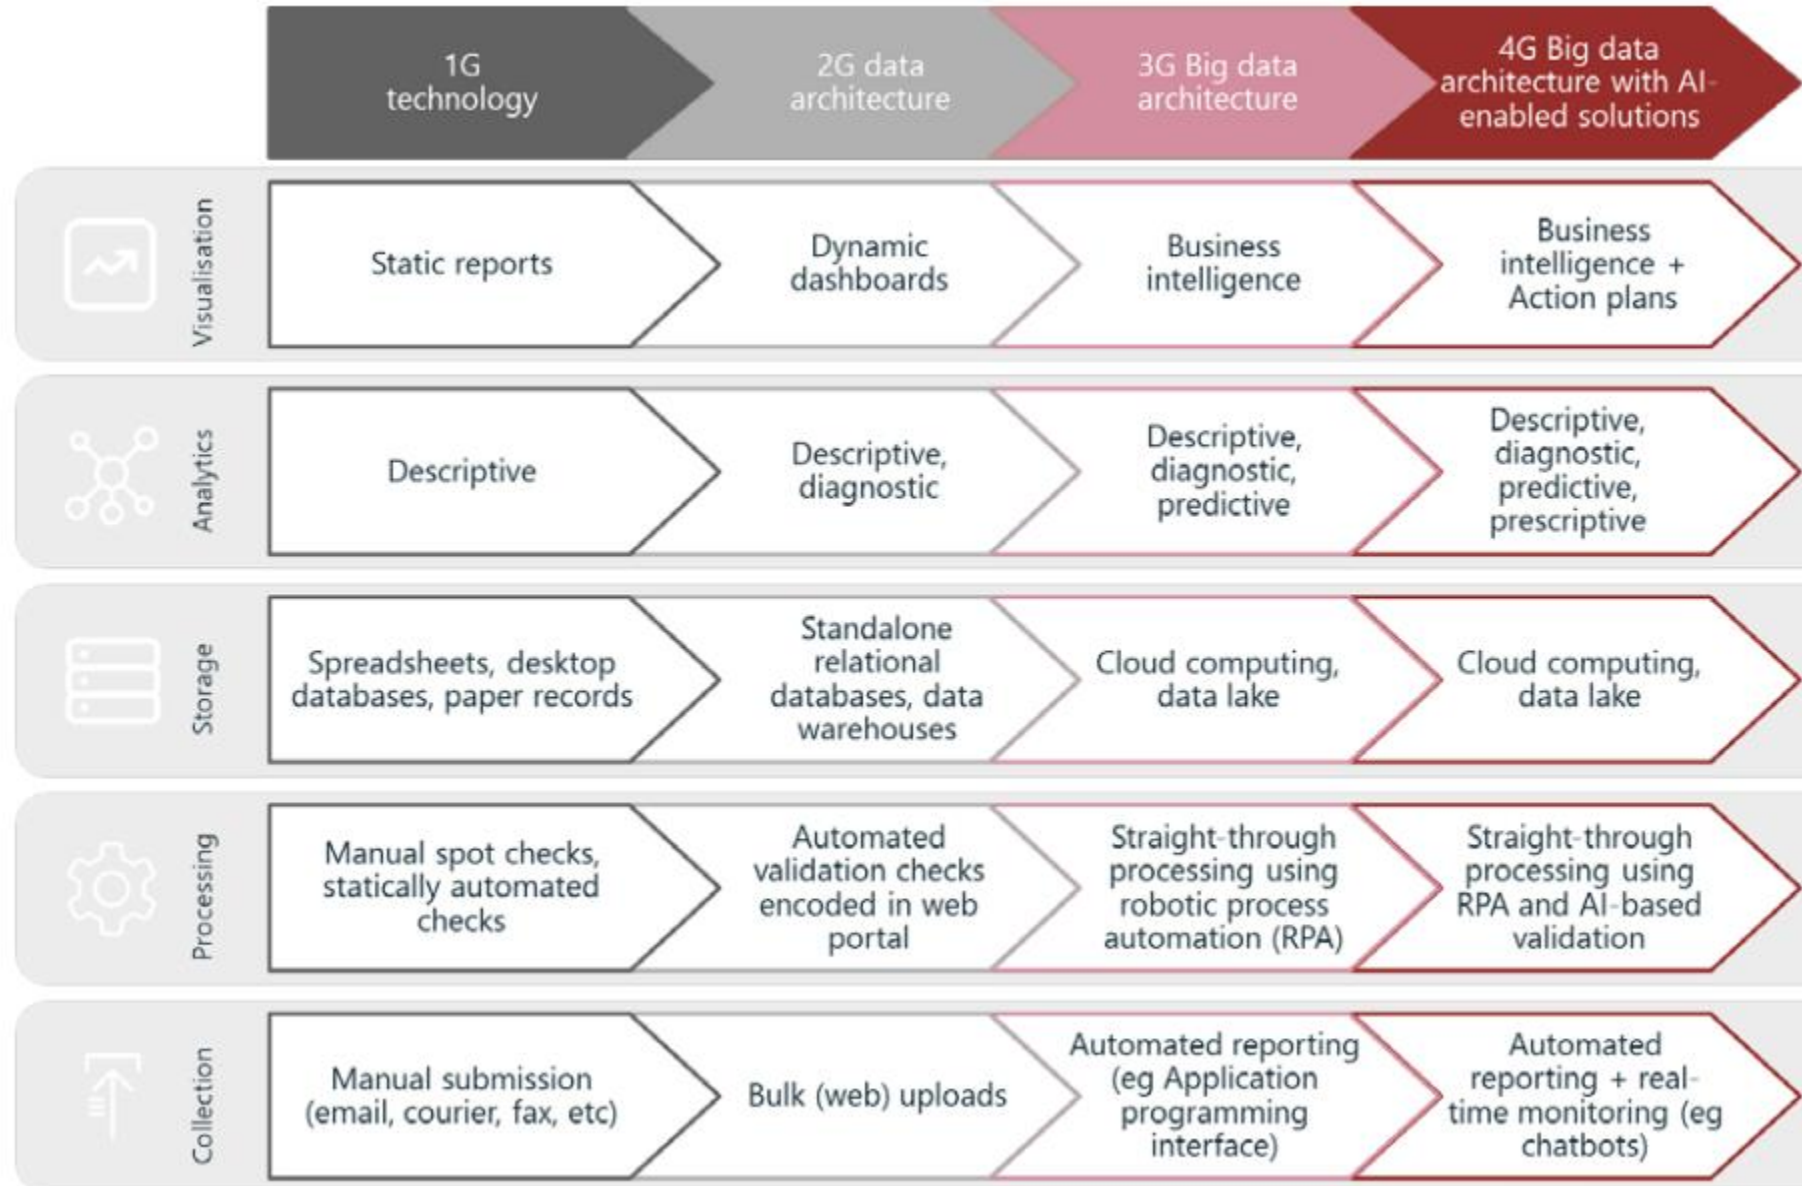 1G
technology
2G data
architecture
3G Big data
architecture
4G Big data
architecture with AI-
enabled solutions
Visualisation
Static reports
Dynamic
dashboards
Business
intelligence
Business
intelligence +
Action plans
Analytics
Descriptive
Descriptive,
diagnostic
Descriptive,
diagnostic,
predictive
Descriptive,
diagnostic,
predictive,
prescriptive
Storage
Spreadsheets, desktop
databases, paper records
Standalone
relational
databases, data
warehouses
Cloud computing,
data lake
Cloud computing,
data lake
Processing
Manual spot checks,
statically automated
checks
Automated
validation checks
encoded in web
portal
Straight-through
processing using
robotic process
automation (RPA)
Straight-through
processing using
RPA and AI-based
validation
Collection
Manual submission
(email, courier, fax, etc)
Bulk (web) uploads
Automated reporting
(eg Application
programming
interface)
Automated
reporting + real-
time monitoring (eg
chatbots)